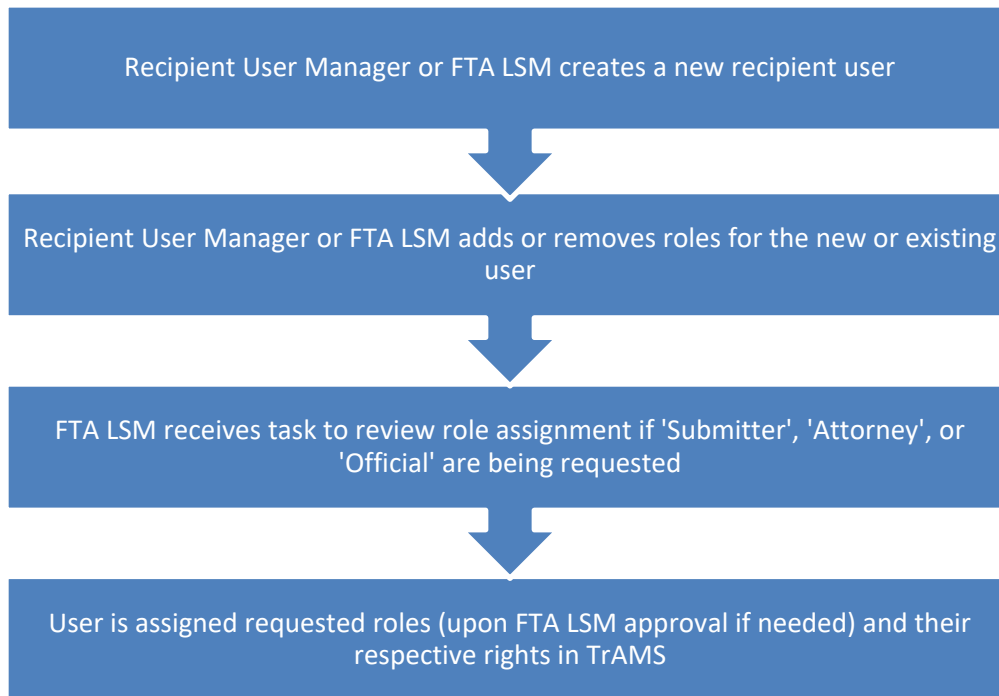 Recipient User Manager or FTA LSM creates a new recipient user
Recipient User Manager or FTA LSM adds or removes roles for the new or existing
user
FTA LSM receives task to review role assignment if 'Submitter', 'Attorney', or
'Official' are being requested
User is assigned requested roles (upon FTA LSM approval if needed) and their
respective rights in TrAMS